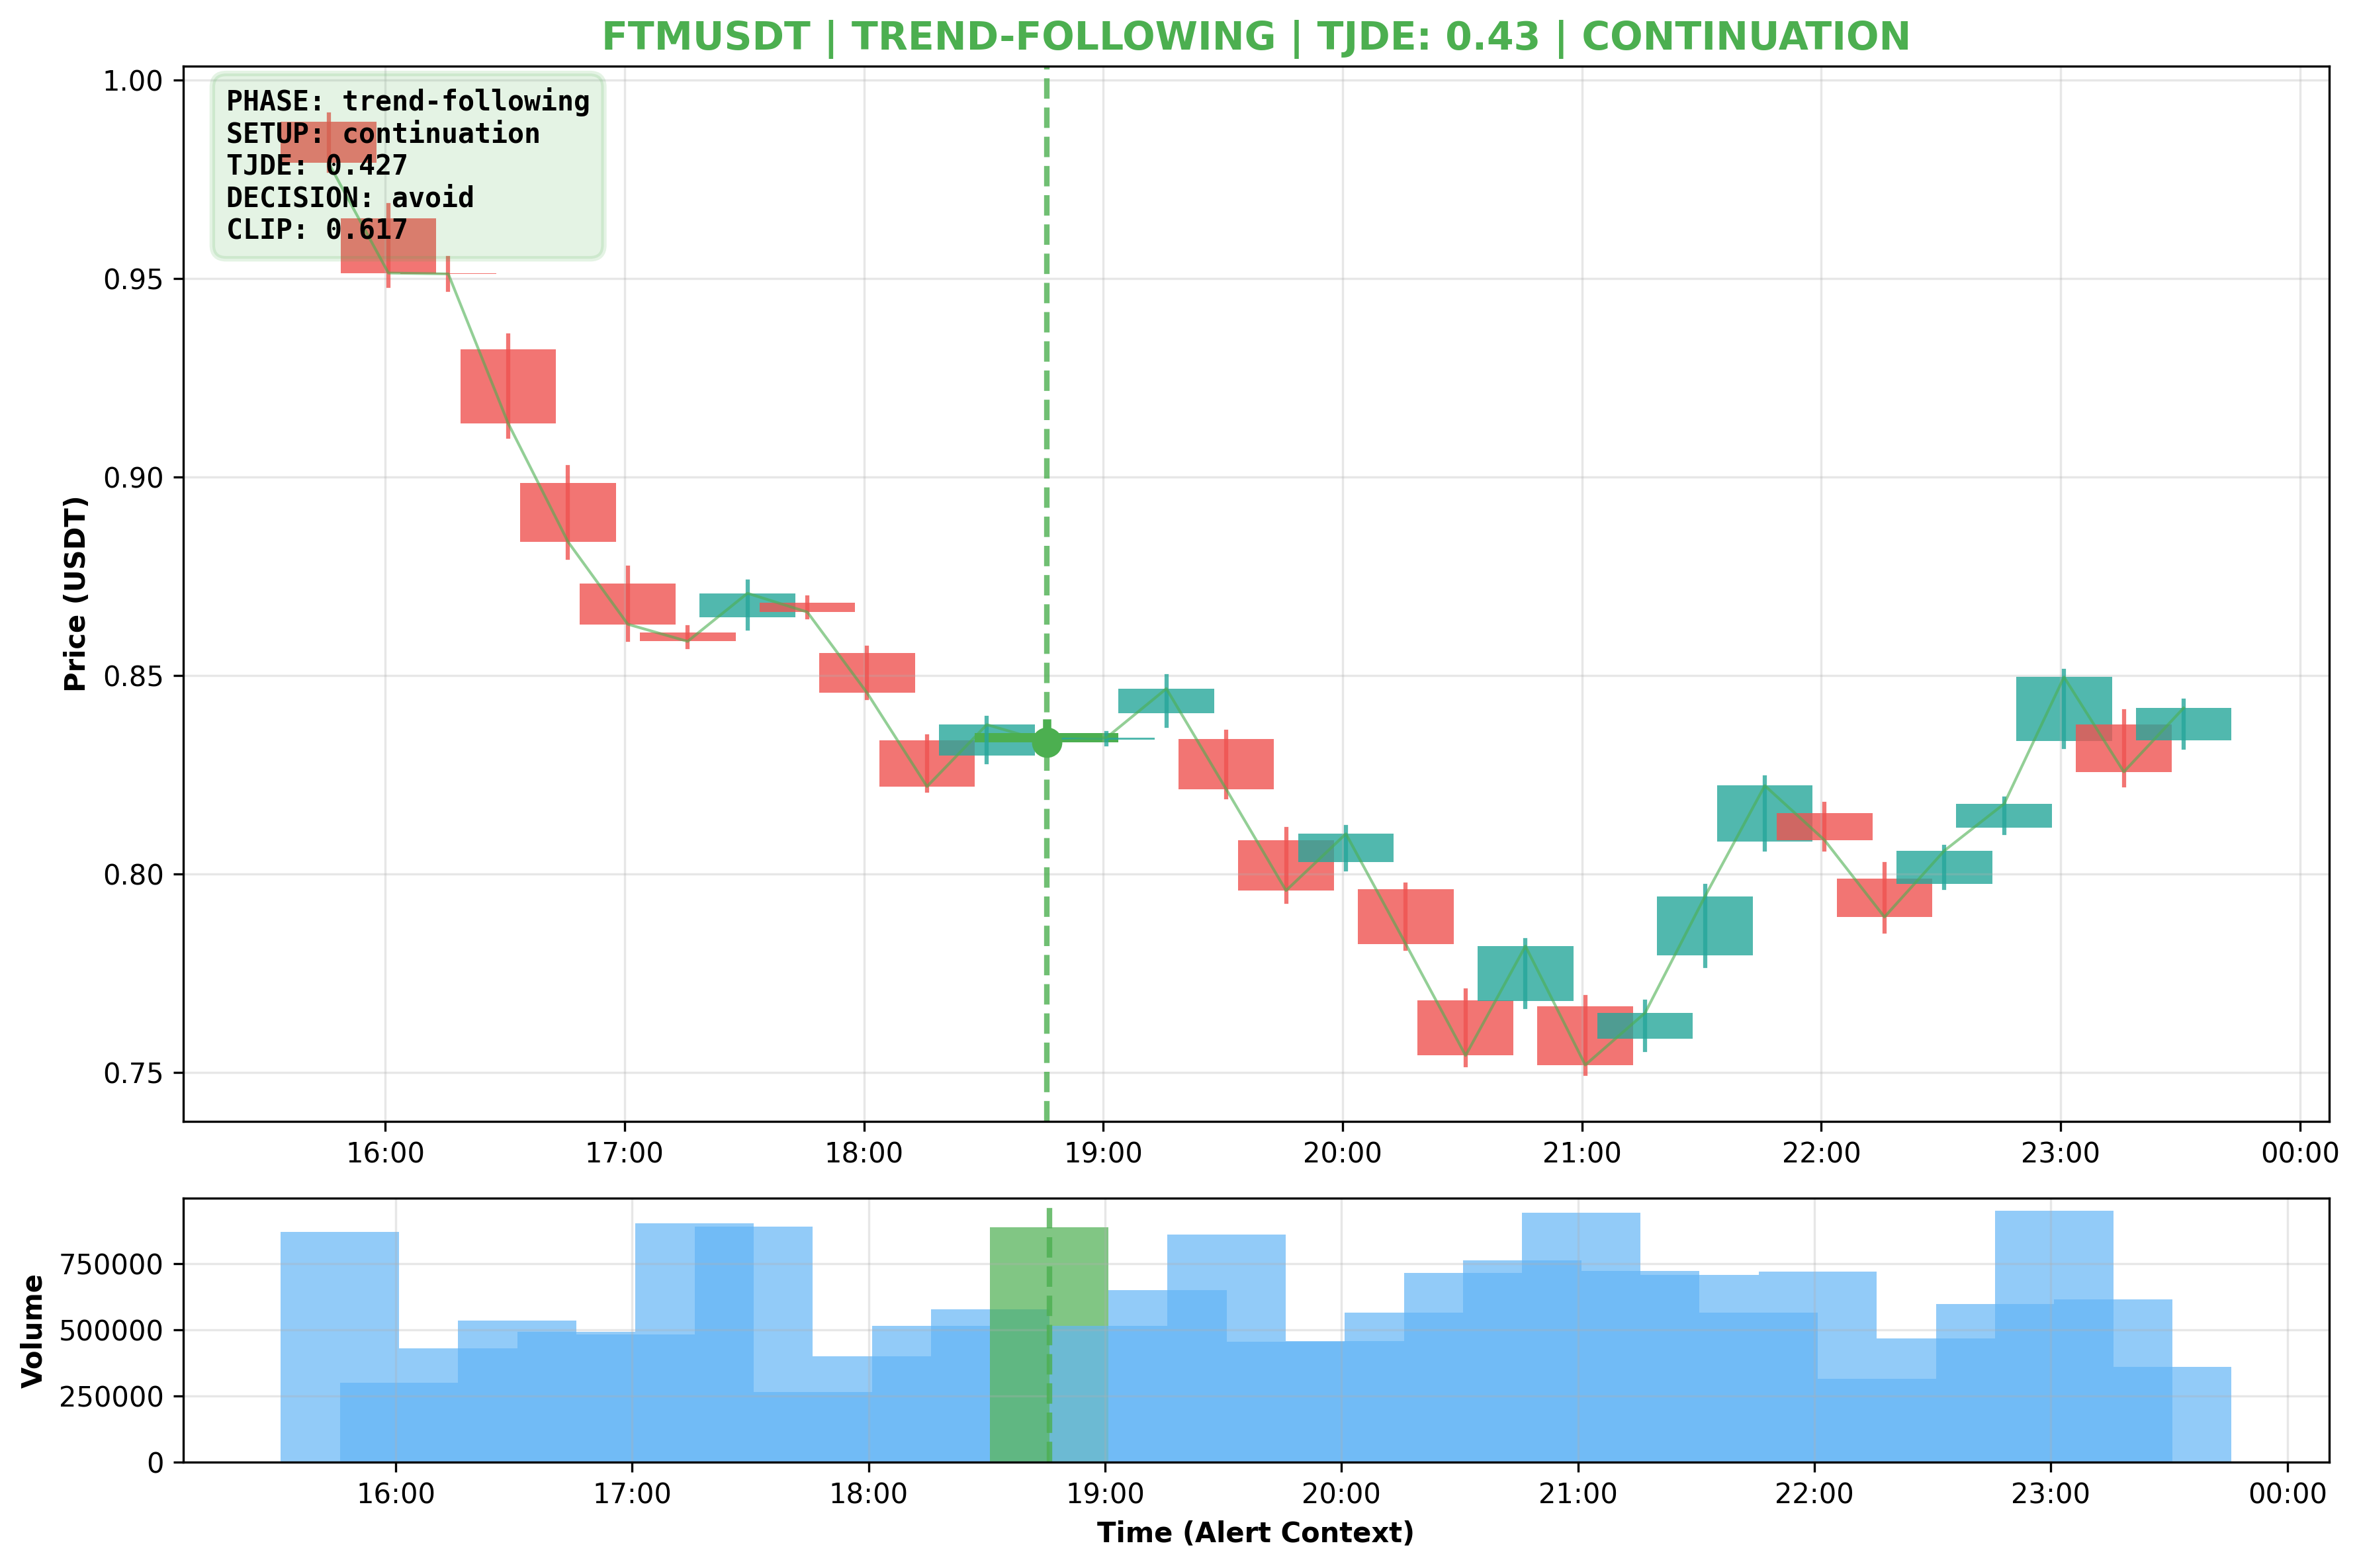 FTMUSDT | TREND-FOLLOWING | TJDE: 0.43 | CONTINUATION
PHASE: trend-following
SETUP: continuation
TJDE: 0.427
DECISION: avoid
CLIP: 0.617
Price (USDT)
1.00
0.95
0.90
0.85
0.80
0.75
16:00 17:00 18:00 19:00 20:00 21:00 22:00 23:00 00:00
Volume
750000
500000
250000
0
16:00 17:00 18:00 19:00 20:00 21:00 22:00 23:00 00:00
Time (Alert Context)